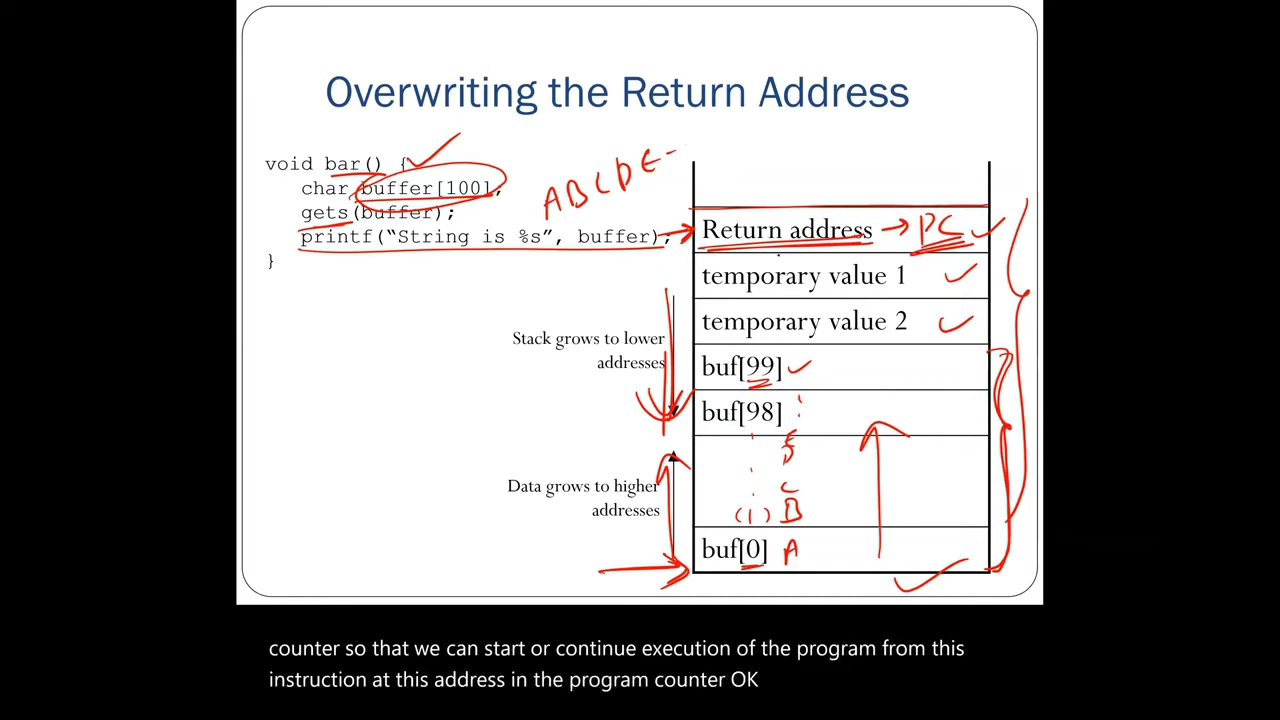 Overwriting the Return Address
void bar() {
char buffer[100];
gets(buffer);
printf(“String is %s”, buffer);
}
ABCDE--
Return address → PC
temporary value 1
temporary value 2
Stack grows to lower
addresses
buf[99]
buf[98]
E
D
C
Data grows to higher
addresses
(1) B
buf[0] A
counter so that we can start or continue execution of the program from this
instruction at this address in the program counter OK